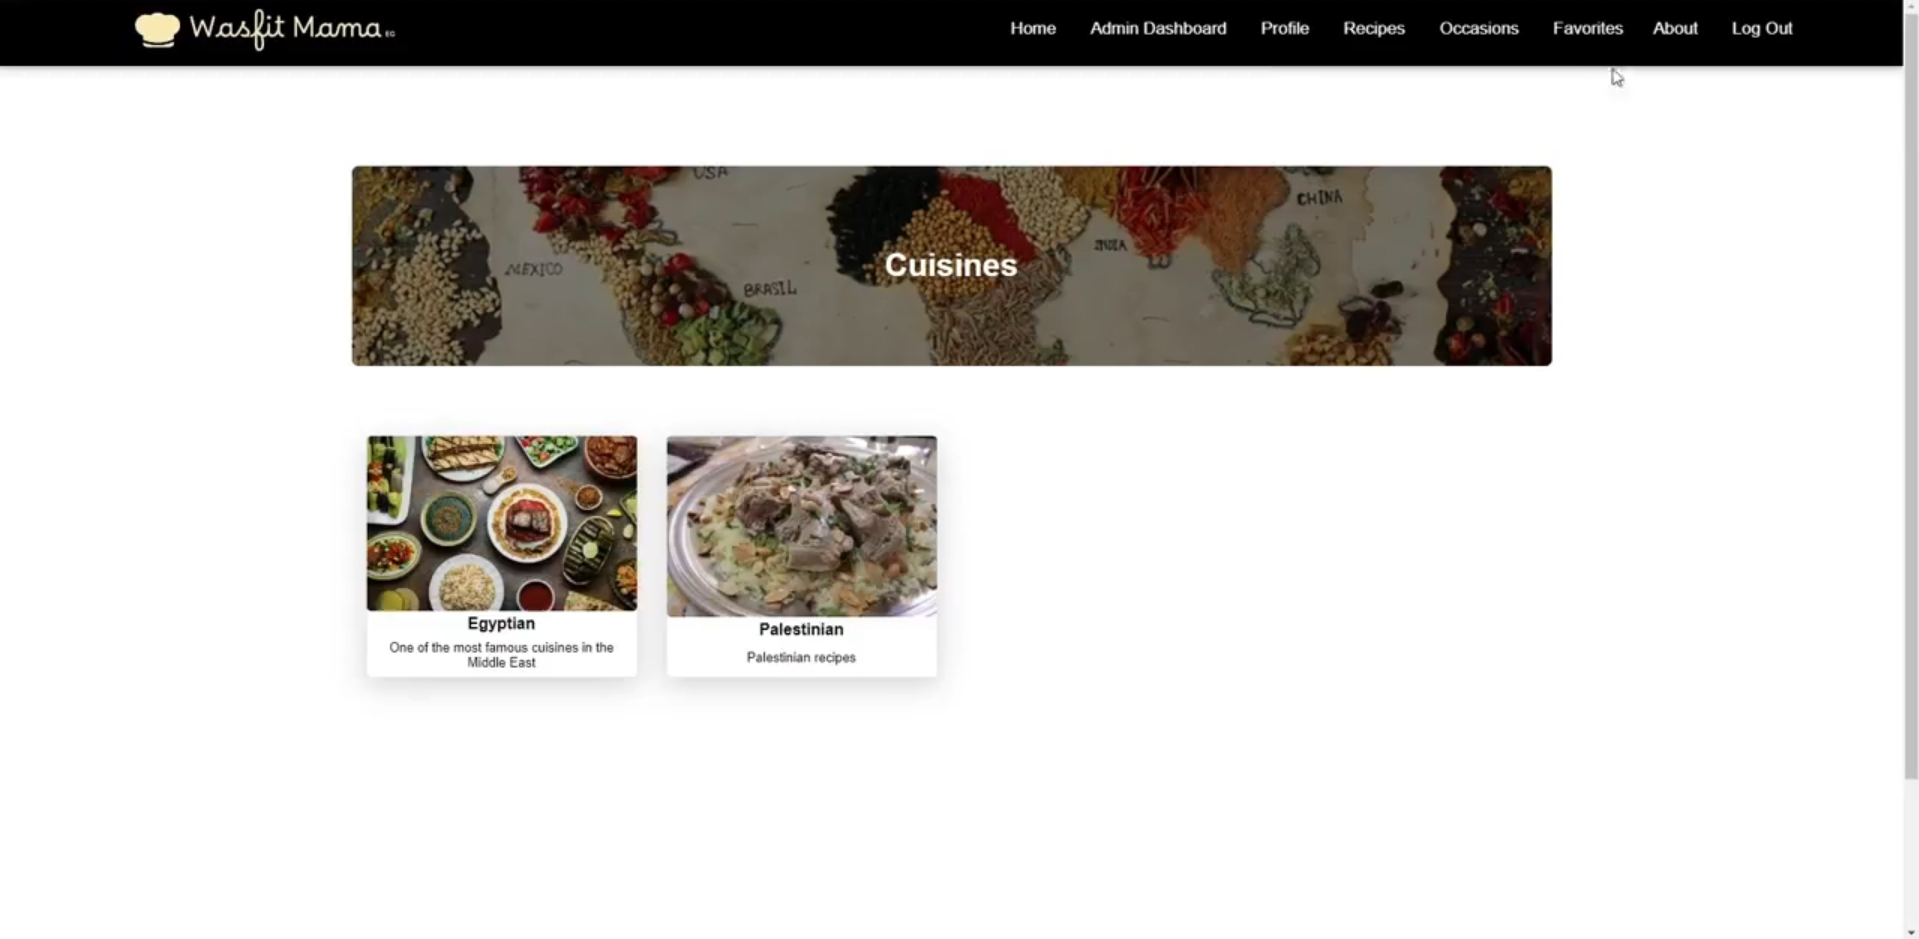 Wasfit Mama EG
Home Admin Dashboard Profile Recipes Occasions Favorites About Log Out
USA
CHINA
INDIA
MEXICO
Cuisines
BRASIL
Egyptian
One of the most famous cuisines in the
Middle East
Palestinian
Palestinian recipes